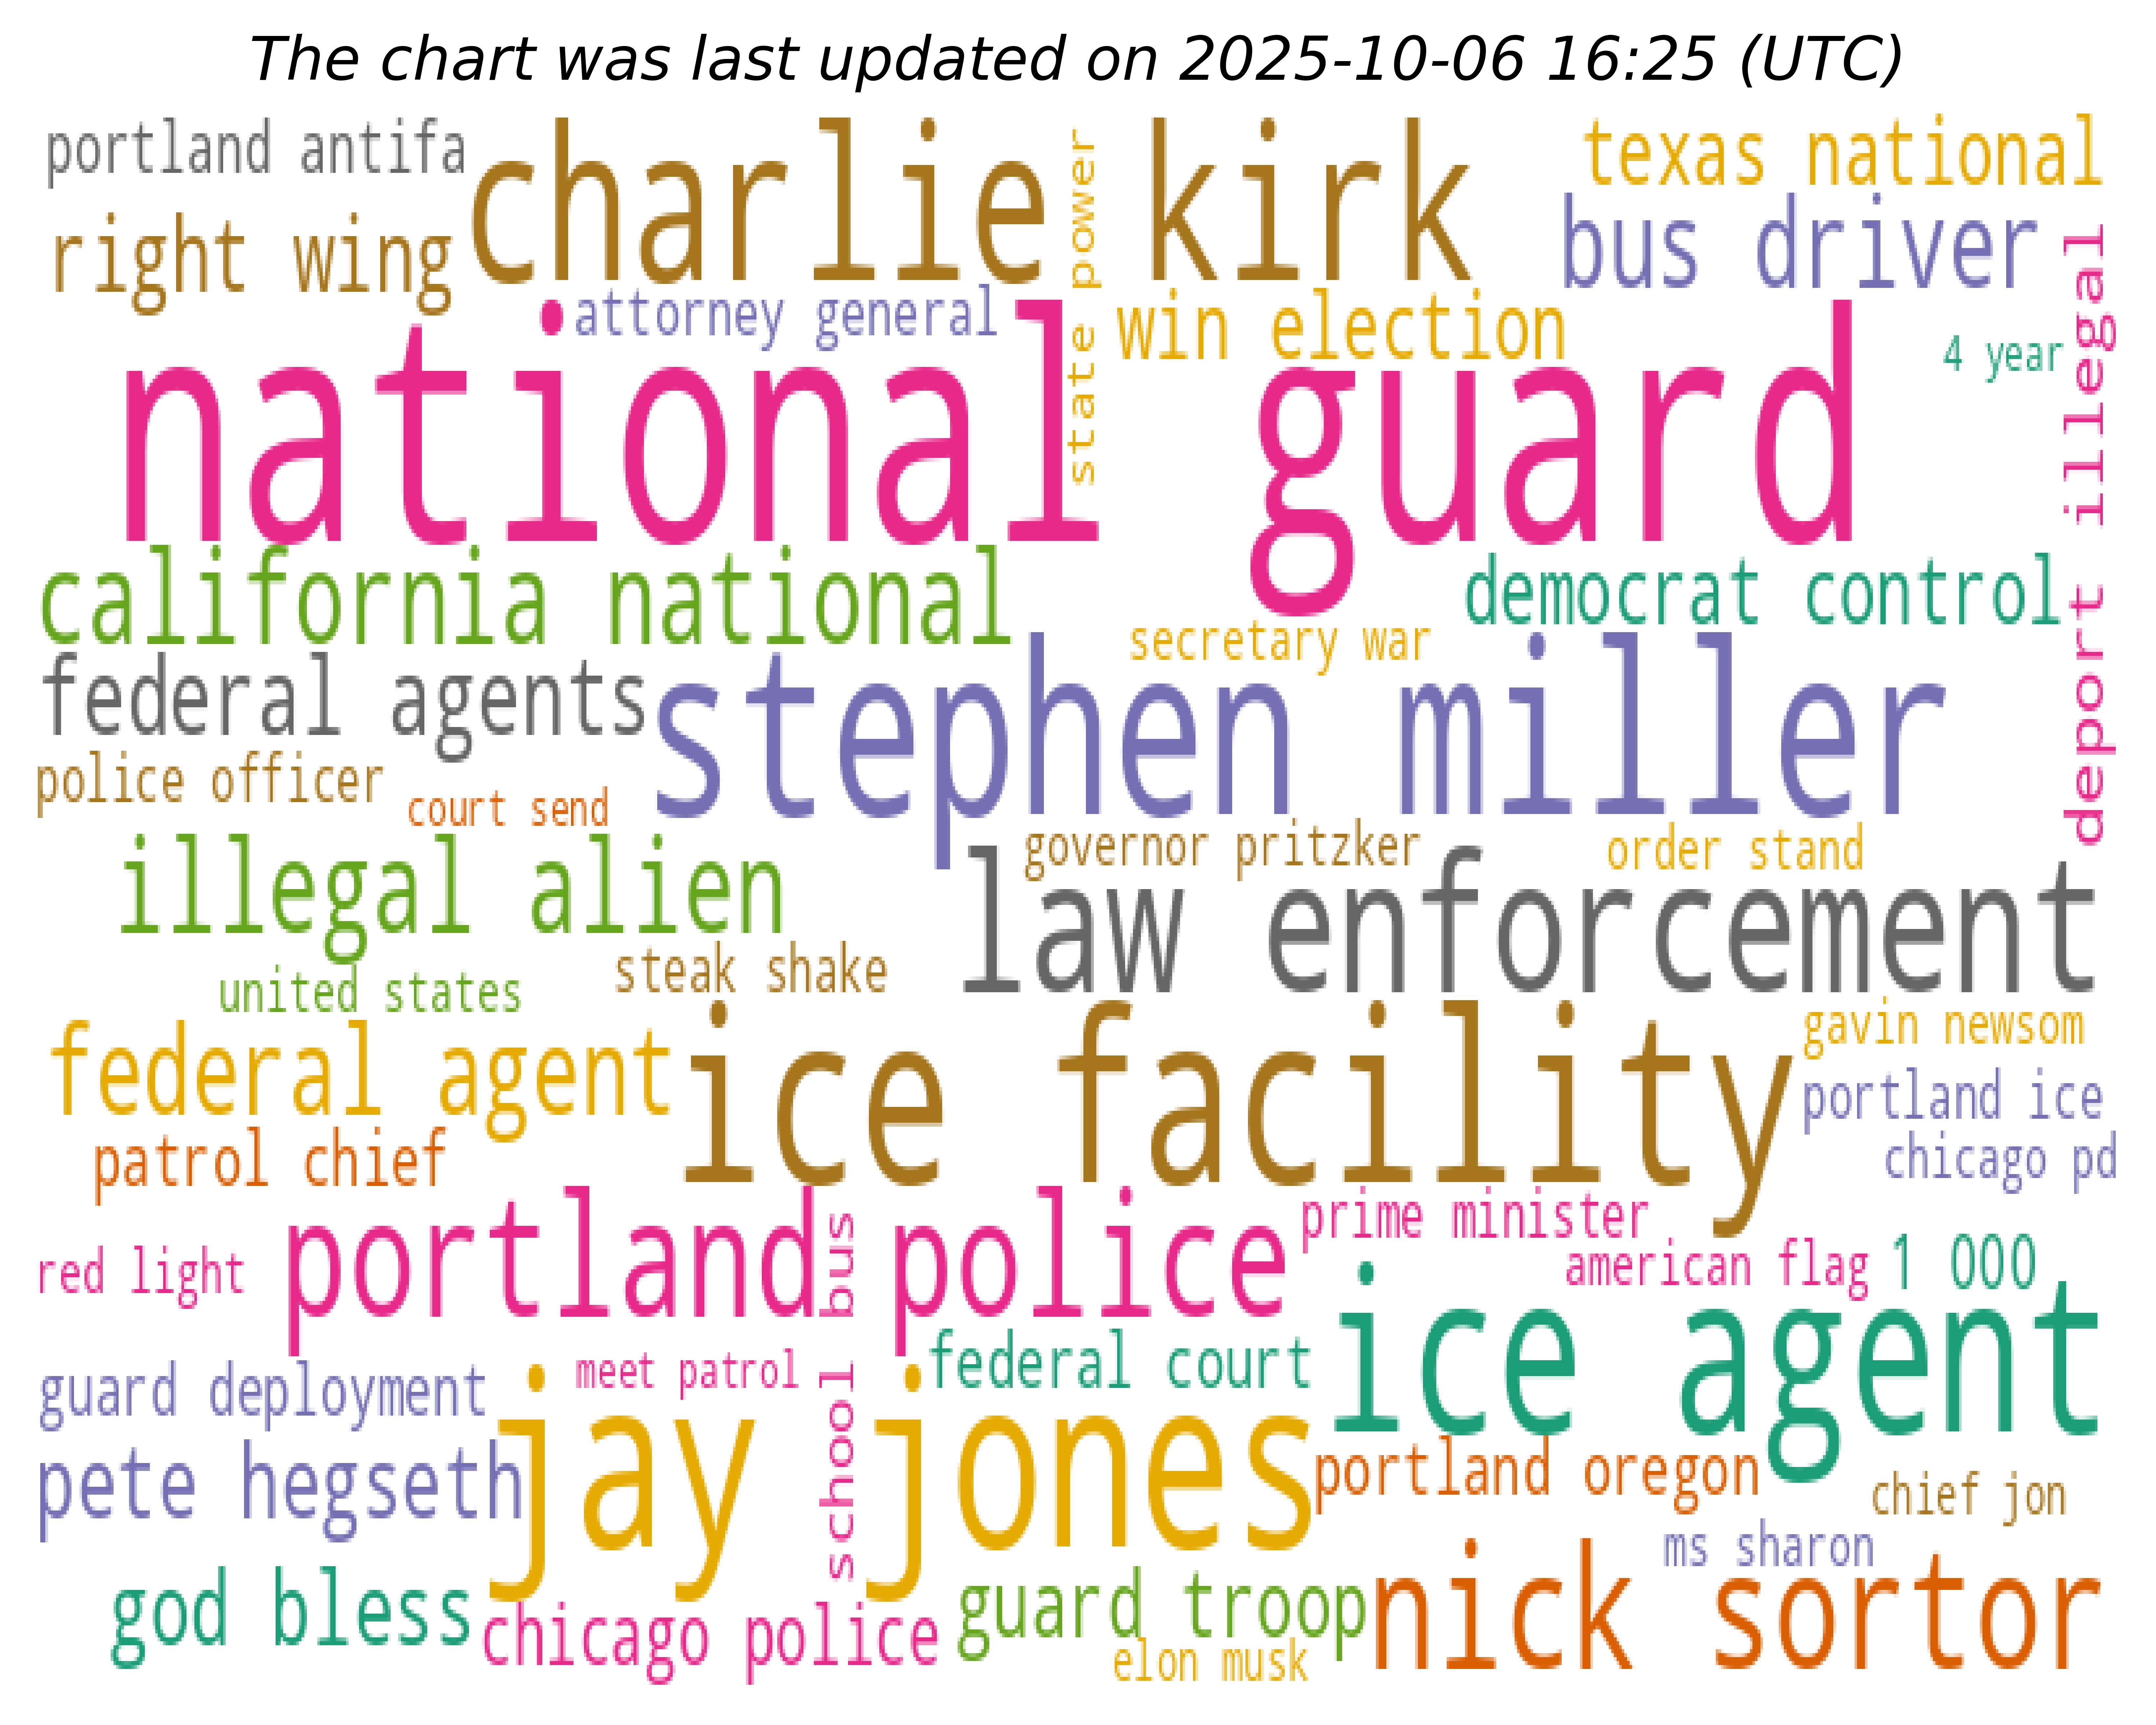 The chart was last updated on 2025-10-06 16:25 (UTC)
portland antifa
charlie kirk
state power
texas national
right wing
bus driver
deport illegal
attorney general
win election
4 year
national guard
california national
democrat control
secretary war
federal agents
stephen miller
police officer
court send
governor pritzker
order stand
illegal alien
law enforcement
steak shake
united states
gavin newsom
federal agent
ice facility
portland ice
patrol chief
chicago pd
portland police
prime minister
school bus
red light
american flag
1 000
ice agent
federal court
meet patrol
guard deployment
jay jones
pete hegseth
portland oregon
chief jon
ms sharon
god bless
guard troop
nick sortor
chicago police
elon musk